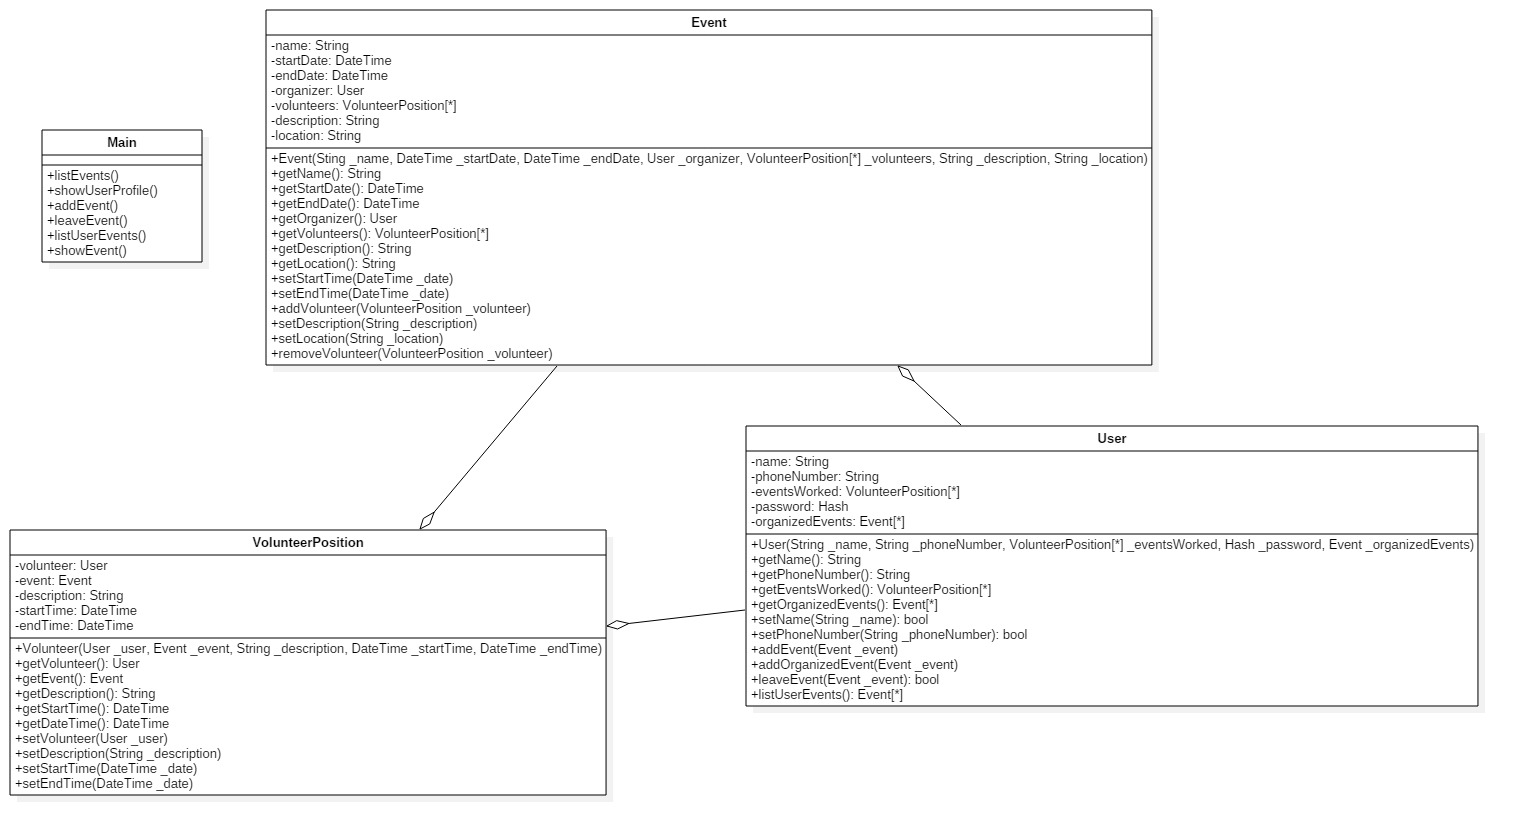 Event
-name: String
-startDate: DateTime
-endDate: DateTime
-organizer: User
-volunteers: VolunteerPosition[*]
-description: String
-location: String
+Event(Sting _name, DateTime _startDate, DateTime _endDate, User _organizer, VolunteerPosition[*] _volunteers, String _description, String _location)
+getName(): String
+getStartDate(): DateTime
+getEndDate(): DateTime
+getOrganizer(): User
+getVolunteers(): VolunteerPosition[*]
+getDescription(): String
+getLocation(): String
+setStartTime(DateTime _date)
+setEndTime(DateTime _date)
+addVolunteer(VolunteerPosition _volunteer)
+setDescription(String _description)
+setLocation(String _location)
+removeVolunteer(VolunteerPosition _volunteer)
Main
+listEvents()
+showUserProfile()
+addEvent()
+leaveEvent()
+listUserEvents()
+showEvent()
User
-name: String
-phoneNumber: String
-eventsWorked: VolunteerPosition[*]
-password: Hash
-organizedEvents: Event[*]
+User(String _name, String _phoneNumber, VolunteerPosition[*] _eventsWorked, Hash _password, Event _organizedEvents)
+getName(): String
+getPhoneNumber(): String
+getEventsWorked(): VolunteerPosition[*]
+getOrganizedEvents(): Event[*]
+setName(String _name): bool
+setPhoneNumber(String _phoneNumber): bool
+addEvent(Event _event)
+addOrganizedEvent(Event _event)
+leaveEvent(Event _event): bool
+listUserEvents(): Event[*]
VolunteerPosition
-volunteer: User
-event: Event
-description: String
-startTime: DateTime
-endTime: DateTime
+Volunteer(User _user, Event _event, String _description, DateTime _startTime, DateTime _endTime)
+getVolunteer(): User
+getEvent(): Event
+getDescription(): String
+getStartTime(): DateTime
+getDateTime(): DateTime
+setVolunteer(User _user)
+setDescription(String _description)
+setStartTime(DateTime _date)
+setEndTime(DateTime _date)